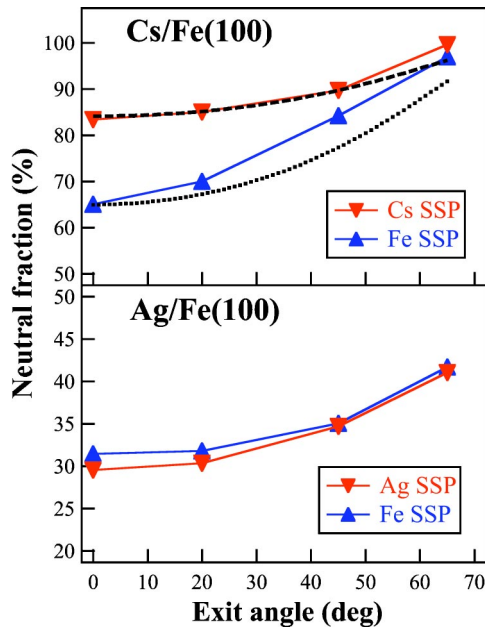 Cs/Fe(100)
100
90
80
70
60
50
Cs SSP
Fe SSP
Neutral fraction (%)
Ag/Fe(100)
50
45
40
35
30
25
20
Ag SSP
Fe SSP
0 10 20 30 40 50 60 70
Exit angle (deg)